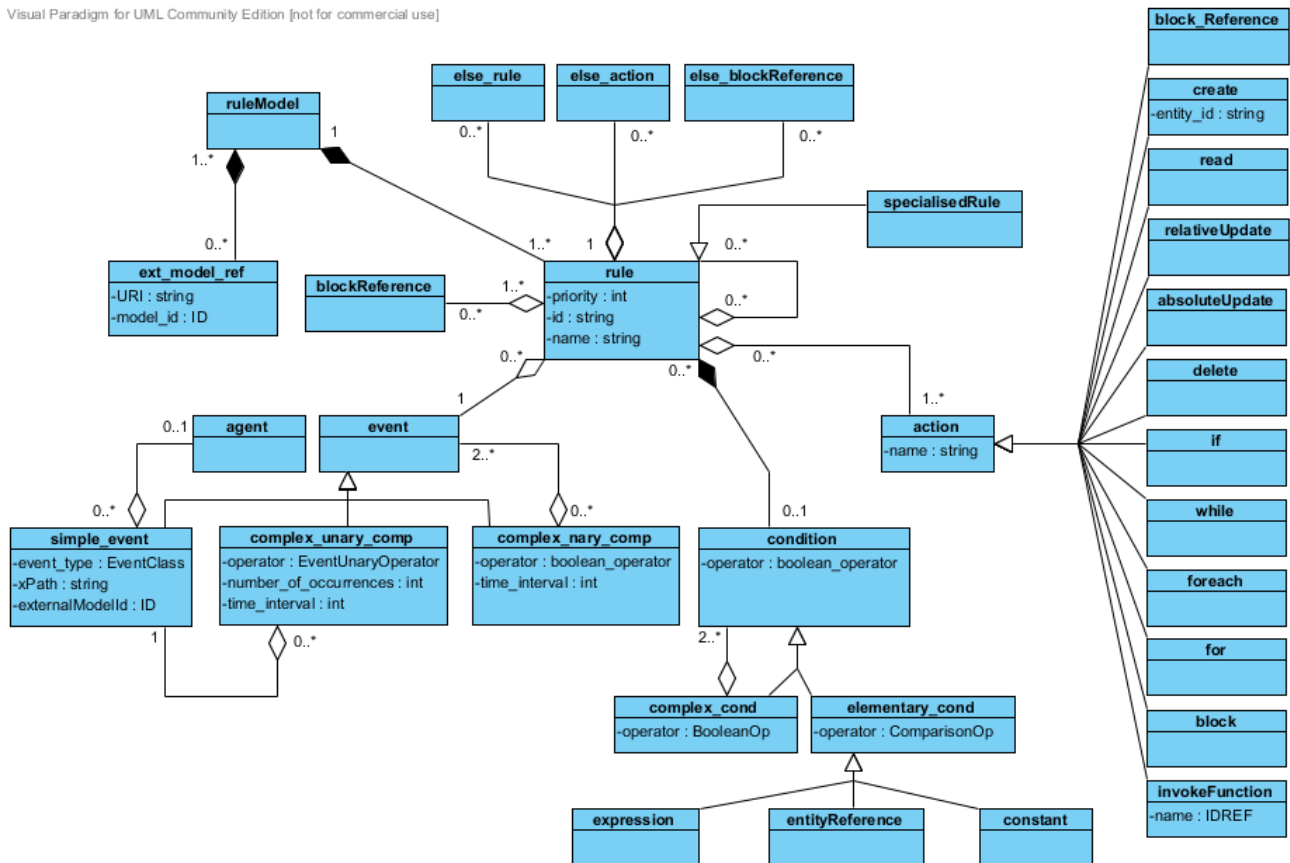 Visual Paradigm for UML Community Edition [not for commercial use]
block_Reference
else_rule
else_action
else_blockReference
0..*
0..*
0..*
ruleModel
1
1..*
create
-entity_id : string
read
specialisedRule
relativeUpdate
0..*
1..*
1
0..*
ext_model_ref
-URI : string
-model_id : ID
blockReference
1..*
0..*
rule
-priority : int
-id : string
-name : string
0..*
0..*
0..*
0..*
absoluteUpdate
delete
1
1..*
0..1
agent
event
2..*
action
-name : string
if
0..*
0..*
0..1
simple_event
-event_type : EventClass
-xPath : string
-externalModelId : ID
complex_unary_comp
-operator : EventUnaryOperator
-number_of_occurrences : int
-time_interval : int
complex_nary_comp
-operator : boolean_operator
-time_interval : int
condition
-operator : boolean_operator
while
foreach
1
0..*
2..*
for
complex_cond
-operator : BooleanOp
elementary_cond
-operator : ComparisonOp
block
expression
entityReference
constant
invokeFunction
-name : IDREF